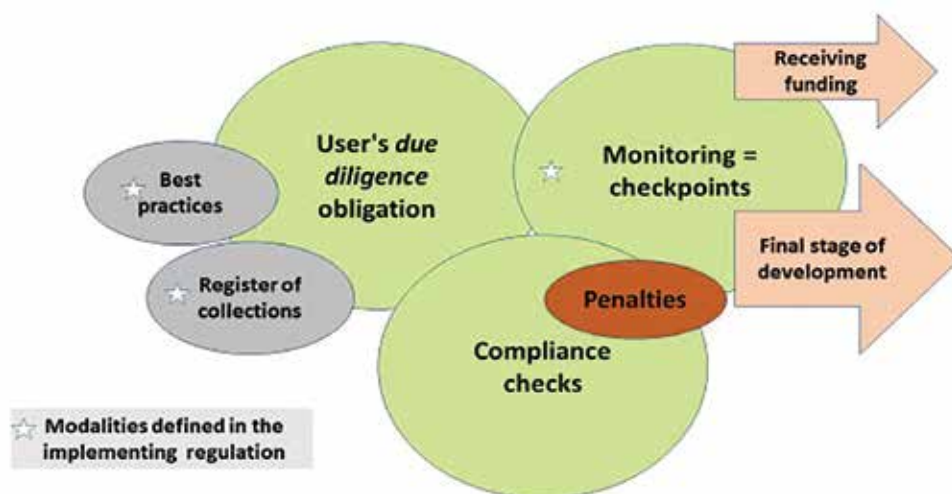 Receiving
funding
User's due
diligence
obligation
Monitoring =
checkpoints
Best
practices
Final stage of
development
Register of
collections
Penalties
Compliance
checks
Modalities defined in the
implementing regulation